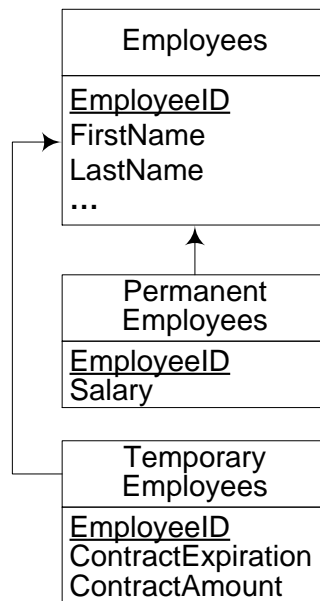 Employees
EmployeeID
FirstName
LastName
...
Permanent
Employees
EmployeeID
Salary
Temporary
Employees
EmployeeID
ContractExpiration
ContractAmount